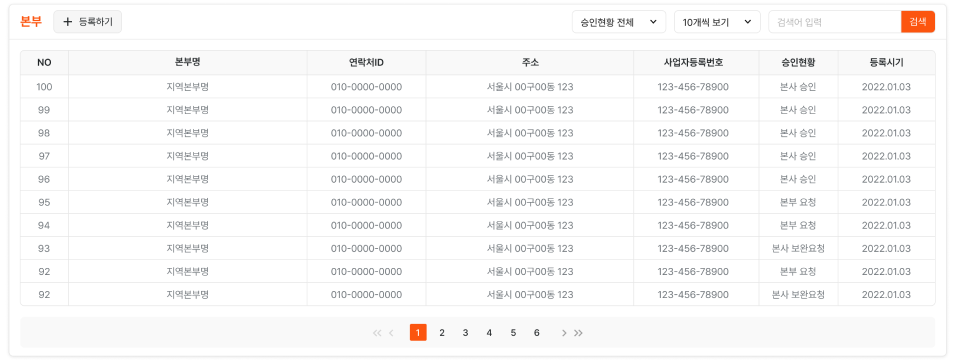 본부 + 등록하기 승인현황 전체 10개씩 보기 검색어 입력 검색
NO 본부명 연락처ID 주소 사업자등록번호 승인현황 등록시기
100 지역본부명 010-0000-0000 서울시 00구00동 123 123-456-78900 본사 승인 2022.01.03
99 지역본부명 010-0000-0000 서울시 00구00동 123 123-456-78900 본사 승인 2022.01.03
98 지역본부명 010-0000-0000 서울시 00구00동 123 123-456-78900 본사 승인 2022.01.03
97 지역본부명 010-0000-0000 서울시 00구00동 123 123-456-78900 본사 승인 2022.01.03
96 지역본부명 010-0000-0000 서울시 00구00동 123 123-456-78900 본사 승인 2022.01.03
95 지역본부명 010-0000-0000 서울시 00구00동 123 123-456-78900 본부 요청 2022.01.03
94 지역본부명 010-0000-0000 서울시 00구00동 123 123-456-78900 본부 요청 2022.01.03
93 지역본부명 010-0000-0000 서울시 00구00동 123 123-456-78900 본사 보완요청 2022.01.03
92 지역본부명 010-0000-0000 서울시 00구00동 123 123-456-78900 본부 요청 2022.01.03
92 지역본부명 010-0000-0000 서울시 00구00동 123 123-456-78900 본사 보완요청 2022.01.03
1 2 3 4 5 6